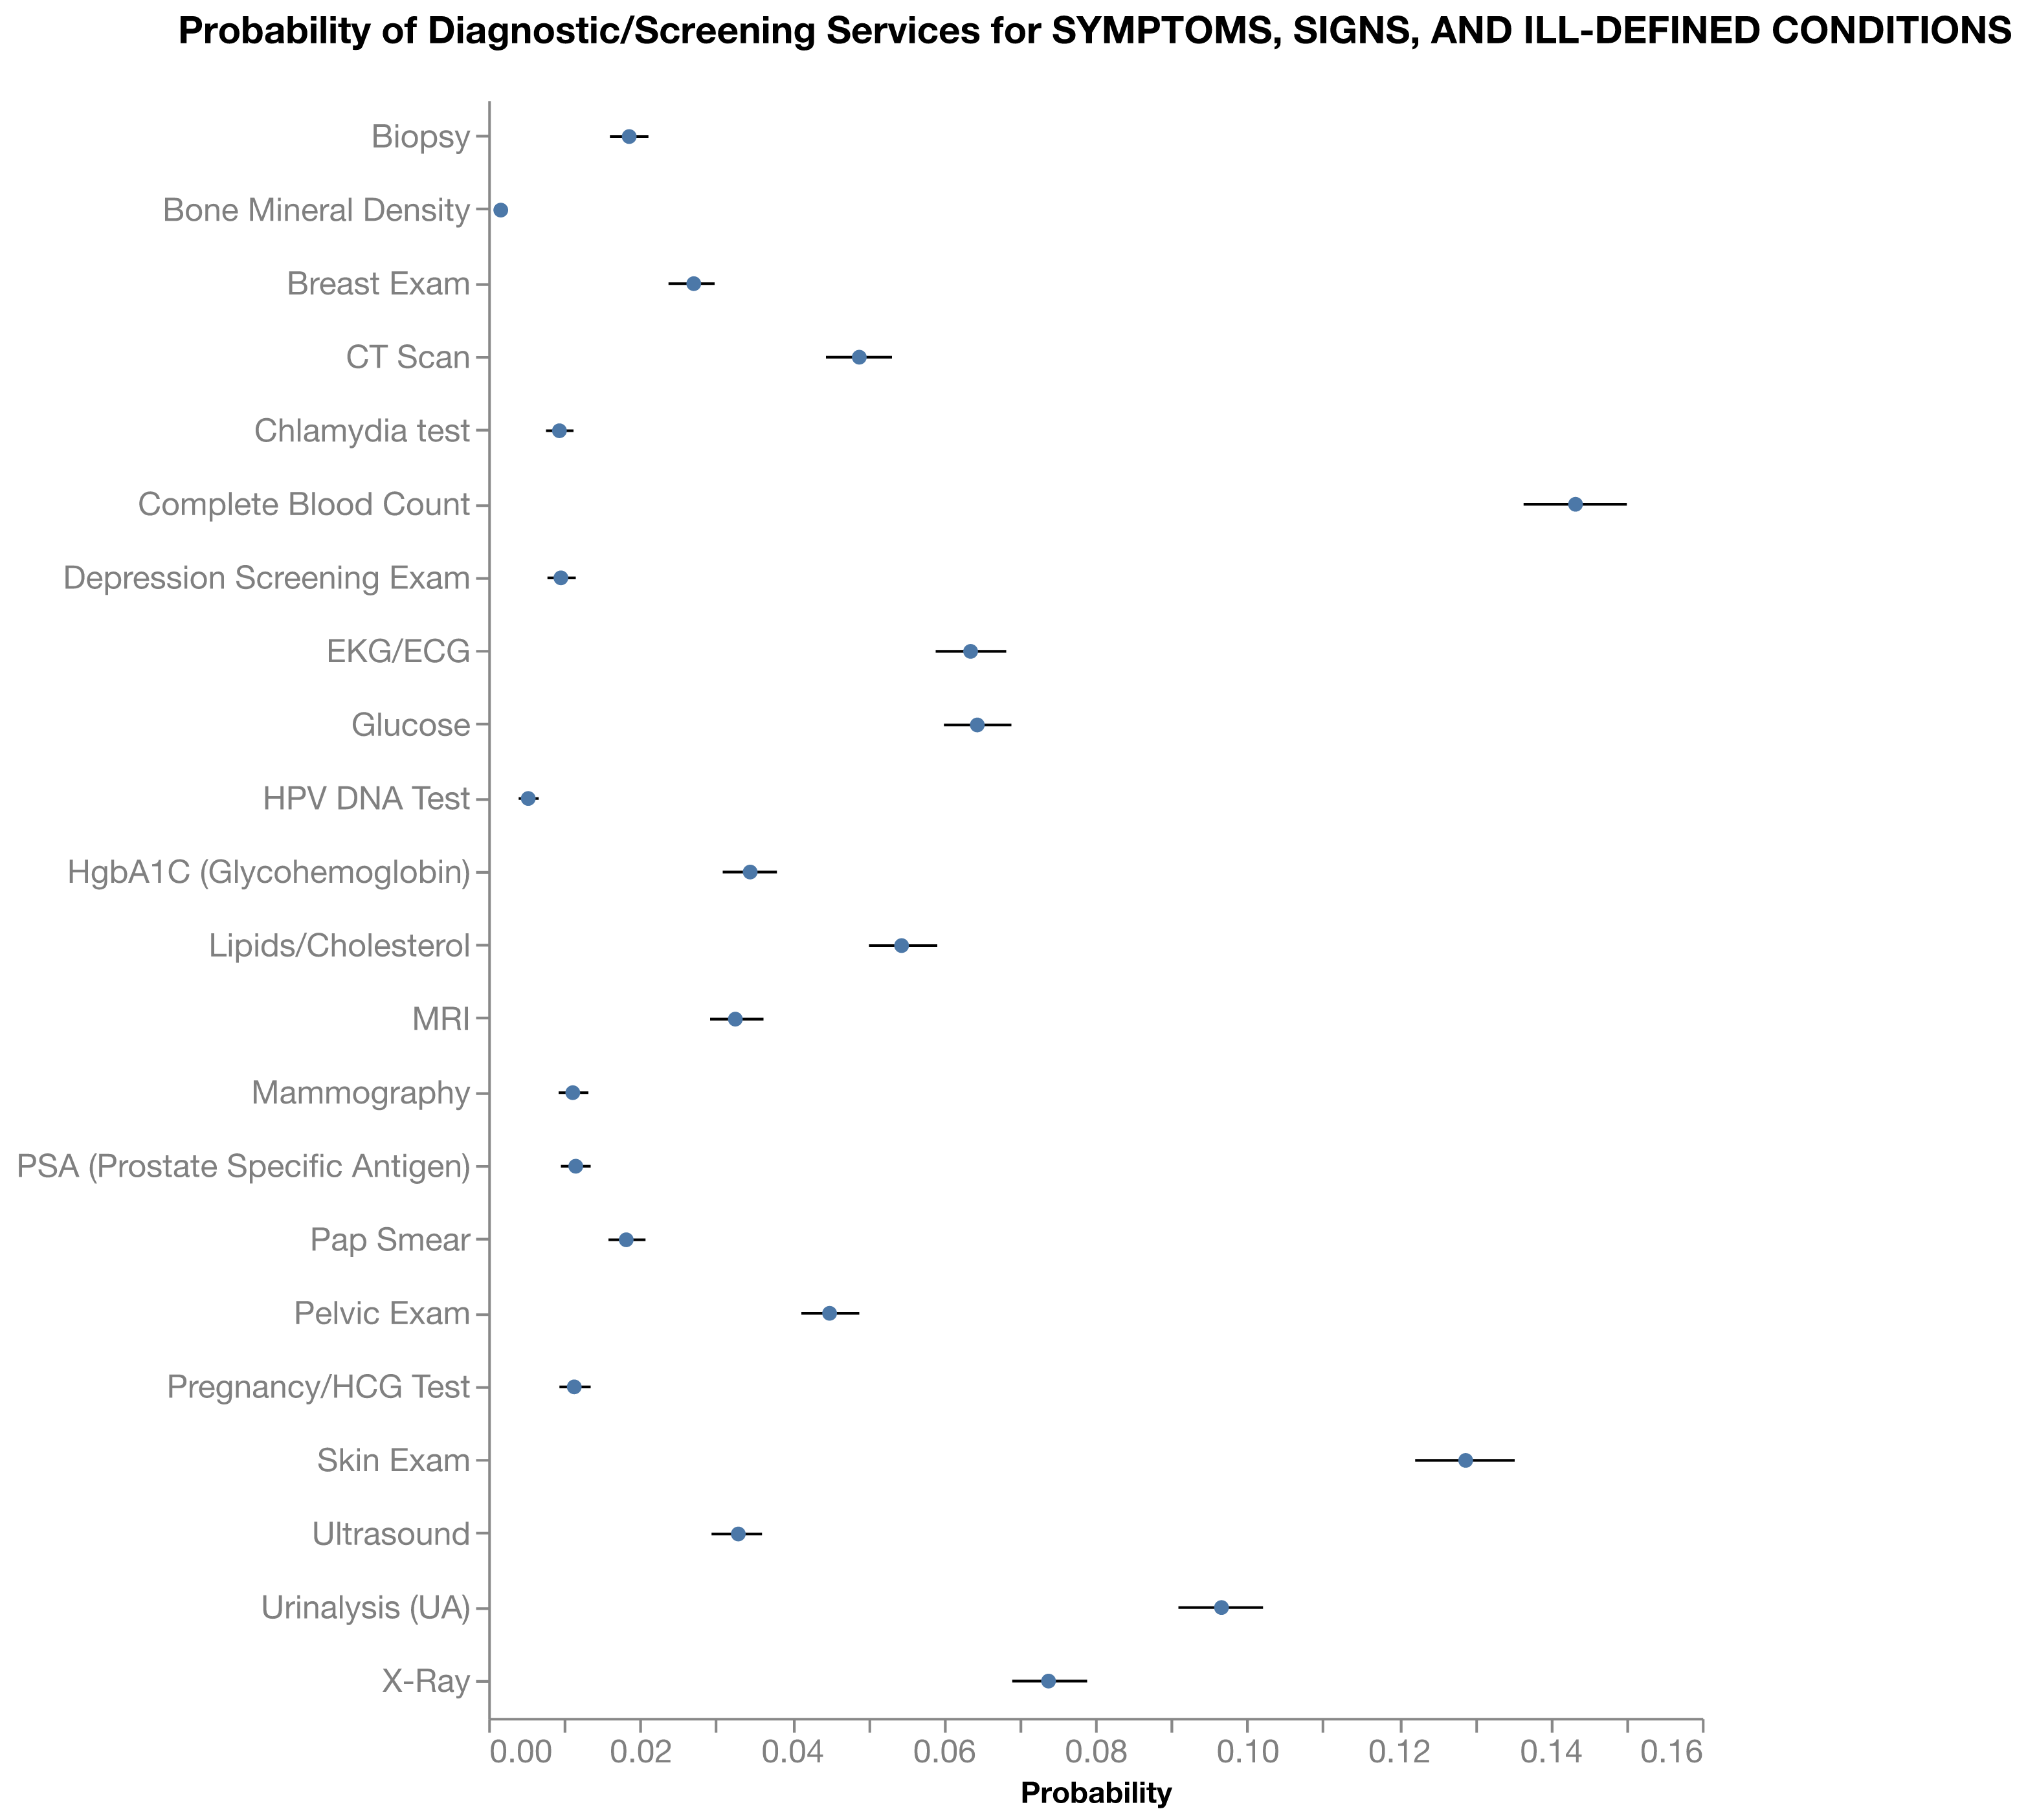 Probability of Diagnostic/Screening Services for SYMPTOMS, SIGNS, AND ILL-DEFINED CONDITIONS
Biopsy
Bone Mineral Density
Breast Exam
CT Scan
Chlamydia test
Complete Blood Count
Depression Screening Exam
EKG/ECG
Glucose
HPV DNA Test
HgbA1C (Glycohemoglobin)
Lipids/Cholesterol
MRI
Mammography
PSA (Prostate Specific Antigen)
Pap Smear
Pelvic Exam
Pregnancy/HCG Test
Skin Exam
Ultrasound
Urinalysis (UA)
X-Ray
0.00 0.02 0.04 0.06 0.08 0.10 0.12 0.14 0.16
Probability